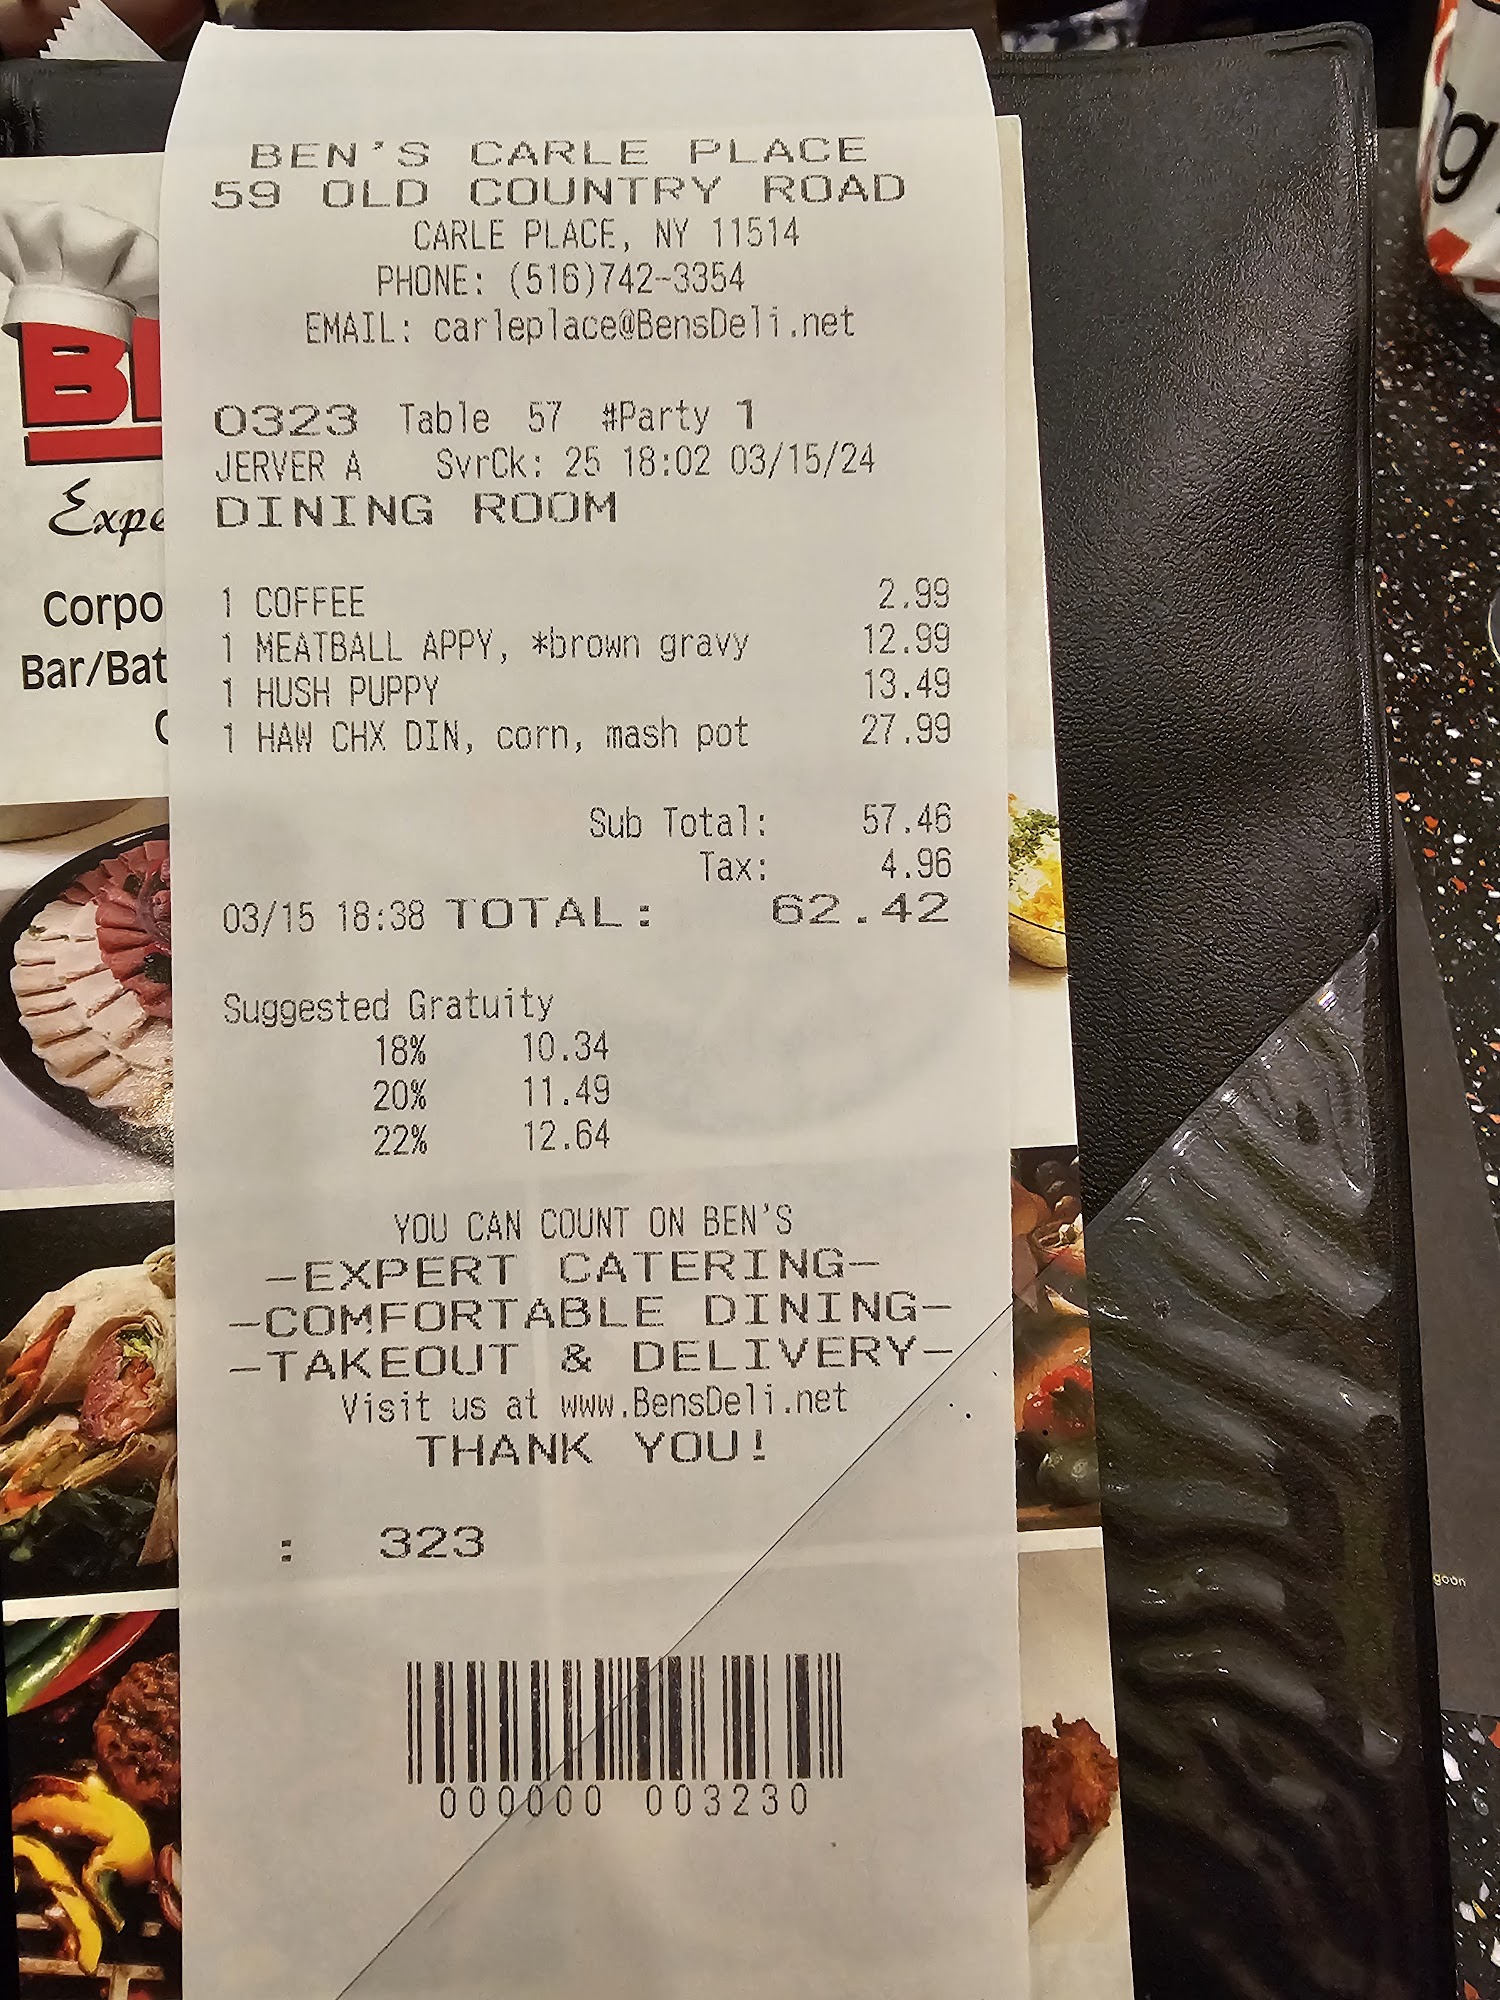 BEN'S CARLE PLACE
59 OLD COUNTRY ROAD
CARLE PLACE, NY 11514
PHONE: (516)742-3354
EMAIL: carleplace@BensDeli.net
0323 Table 57 #Party 1
JERVER A SvrCk: 25 18:02 03/15/24
DINING ROOM
1 COFFEE 2.99
1 MEATBALL APPY, *brown gravy 12.99
1 HUSH PUPPY 13.49
1 HAW CHX DIN, corn, mash pot 27.99
Sub Total: 57.46
Tax: 4.96
03/15 18:38 TOTAL: 62.42
Suggested Gratuity
18% 10.34
20% 11.49
22% 12.64
YOU CAN COUNT ON BEN'S
-EXPERT CATERING-
-COMFORTABLE DINING-
-TAKEOUT & DELIVERY-
Visit us at www.BensDeli.net
THANK YOU!
: 323
000000 003230
B
Expe
Corpo
Bar/Bat
g
goon